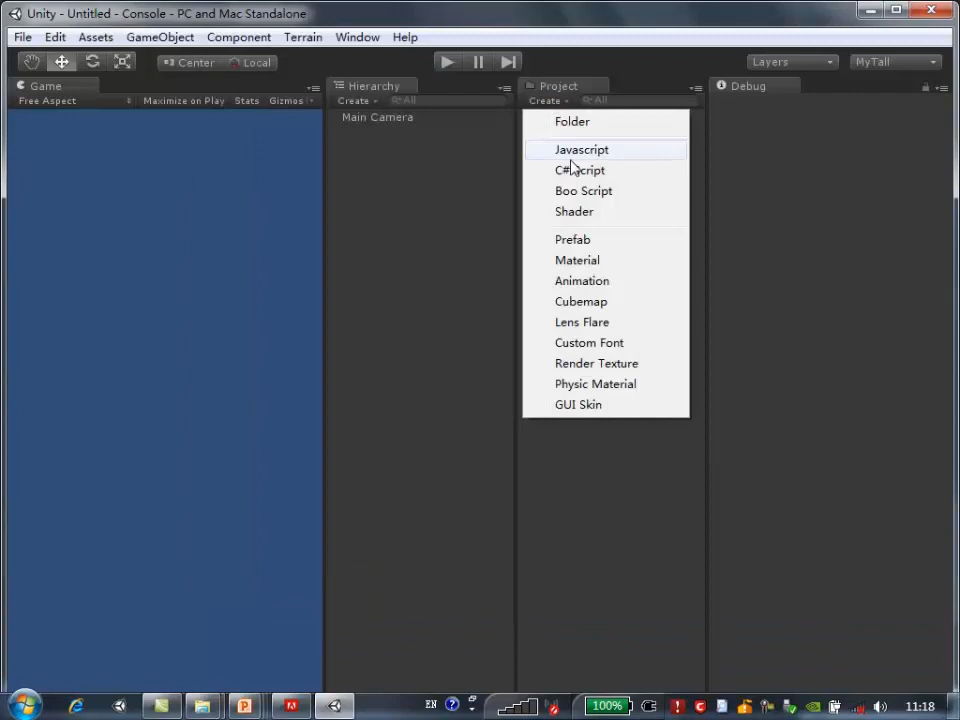 Unity - Untitled - Console - PC and Mac Standalone
File Edit Assets GameObject Component Terrain Window Help
Center Local Layers MyTall
Game Hierarchy Project Debug
Free Aspect Maximize on Play Stats Gizmos Create All Create All
Main Camera
Folder
Javascript
C# Script
Boo Script
Shader
Prefab
Material
Animation
Cubemap
Lens Flare
Custom Font
Render Texture
Physic Material
GUI Skin
EN 100% 11:18